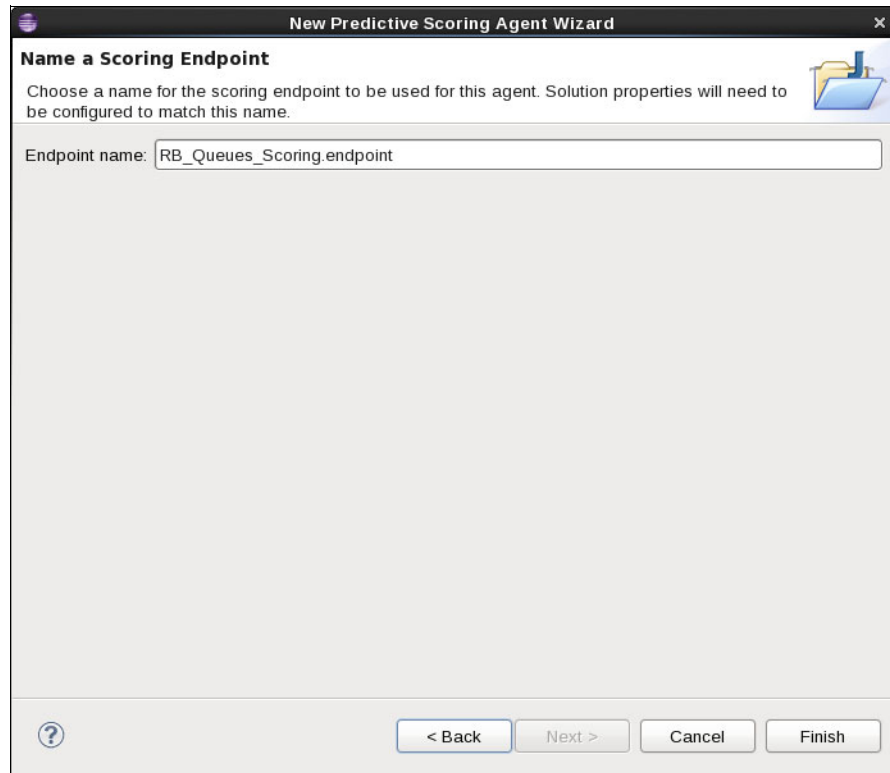 New Predictive Scoring Agent Wizard
Name a Scoring Endpoint
Choose a name for the scoring endpoint to be used for this agent. Solution properties will need to
be configured to match this name.
Endpoint name: RB_Queues_Scoring.endpoint
< Back Next > Cancel Finish